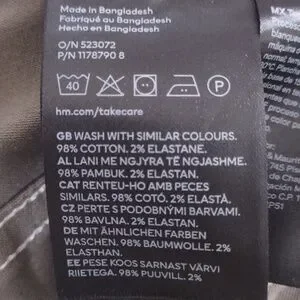 Made in Bangladesh
Fabriqué au Bangladesh
Hecho en Bangladesh
O/N 523072
P/N 1178790 8
40
P
hm.com/takecare
GB WASH WITH SIMILAR COLOURS.
98% COTTON. 2% ELASTANE.
AL LANI ME NGJYRA TË NGJASHME.
98% PAMBUK. 2% ELASTAN.
CAT RENTEU-HO AMB PECES
SIMILARS. 98% COTÓ. 2% ELASTÀ.
CZ PERTE S PODOBNÝMI BARVAMI.
98% BAVLNA. 2% ELASTAN.
DE MIT ÄHNLICHEN FARBEN
WASCHEN. 98% BAUMWOLLE. 2%
ELASTHAN.
EE PESE KOOS SARNAST VÄRVI
RIIETEGA. 98% PUUVILL. 2%